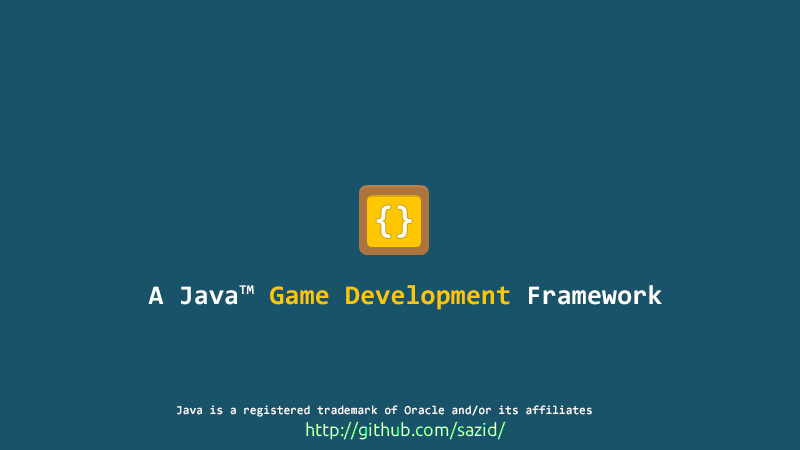 {}
A Java™ Game Development Framework
Java is a registered trademark of Oracle and/or its affiliates
http://github.com/sazid/